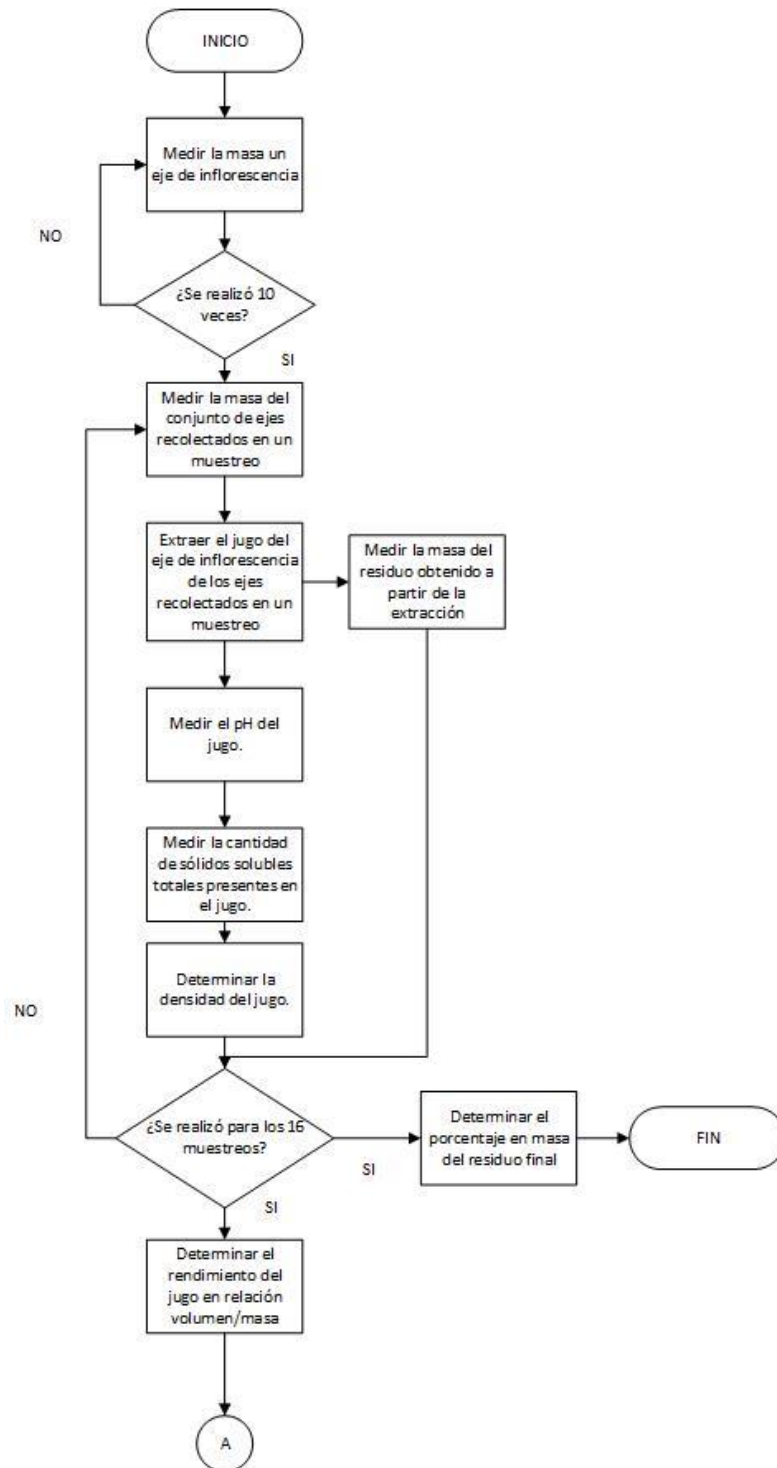 INICIO
Medir la masa un
eje de inflorescencia
NO
¿Se realizó 10
veces?
SI
Medir la masa del
conjunto de ejes
recolectados en un
muestreo
Extraer el jugo del
eje de inflorescencia
de los ejes
recolectados en un
muestreo
Medir la masa del
residuo obtenido a
partir de la
extracción
Medir el pH del
jugo.
Medir la cantidad
de sólidos solubles
totales presentes en
el jugo.
Determinar la
densidad del jugo.
NO
¿Se realizó para los 16
muestreos?
SI
Determinar el
porcentaje en masa
del residuo final
FIN
SI
Determinar el
rendimiento del
jugo en relación
volumen/masa
A